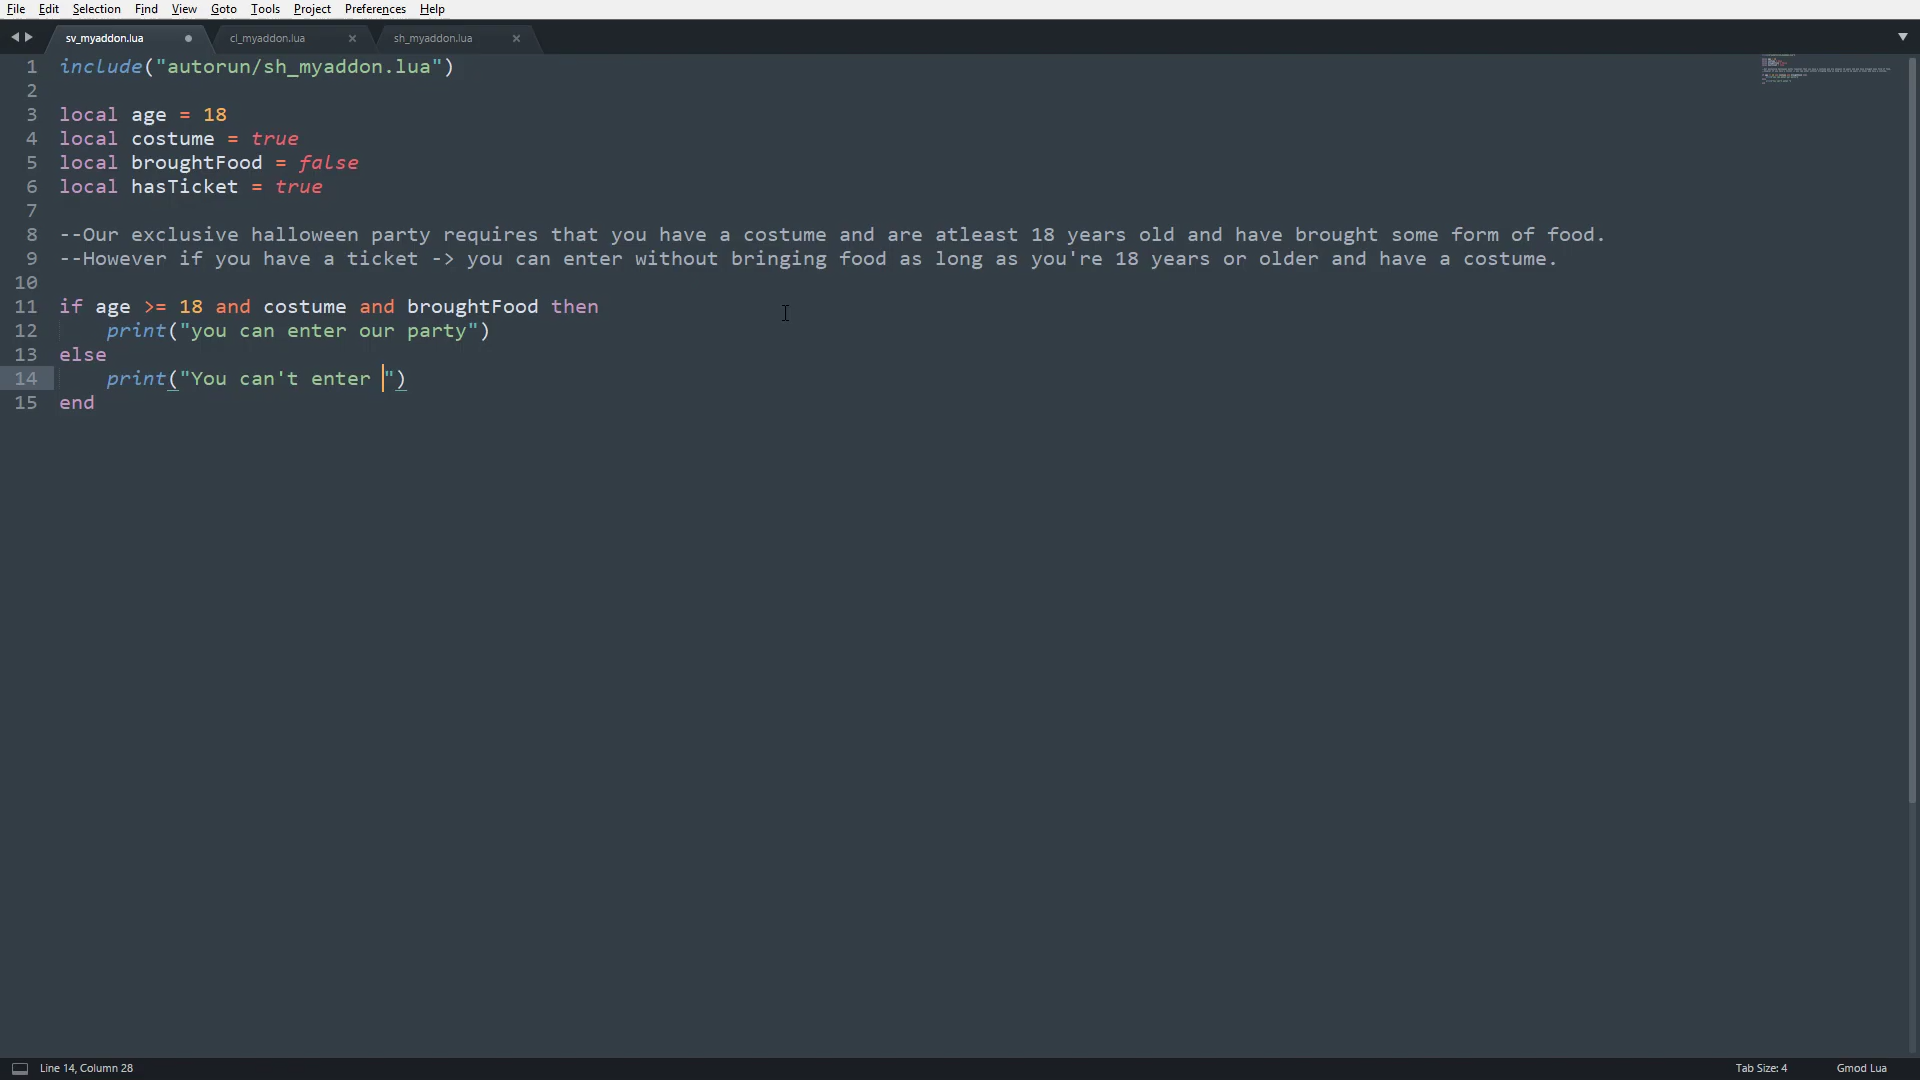 File Edit Selection Find View Goto Tools Project Preferences Help
sv_myaddon.lua cl_myaddon.lua sh_myaddon.lua
1 include("autorun/sh_myaddon.lua")
2
3 local age = 18
4 local costume = true
5 local broughtFood = false
6 local hasTicket = true
7
8 --Our exclusive halloween party requires that you have a costume and are atleast 18 years old and have brought some form of food.
9 --However if you have a ticket -> you can enter without bringing food as long as you're 18 years or older and have a costume.
10
11 if age >= 18 and costume and broughtFood then
12 print("you can enter our party")
13 else
14 print("You can't enter ")
15 end
Line 14, Column 28 Tab Size: 4 Gmod Lua